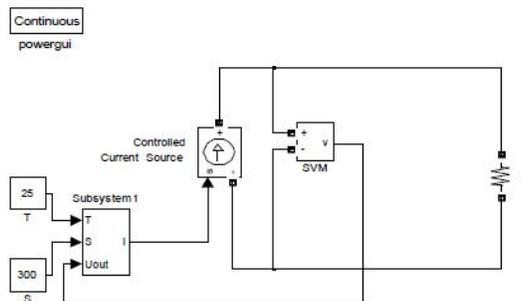 Continuous
powergui
Controlled
Current Source
+
s
-
+
-
v
SVM
25
T
Subsystem1
T
S
I
Uout
300
S